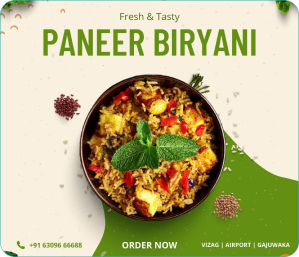 Fresh & Tasty
PANEER BIRYANI
+91 63096 66688
ORDER NOW
VIZAG | AIRPORT | GAJUWAKA